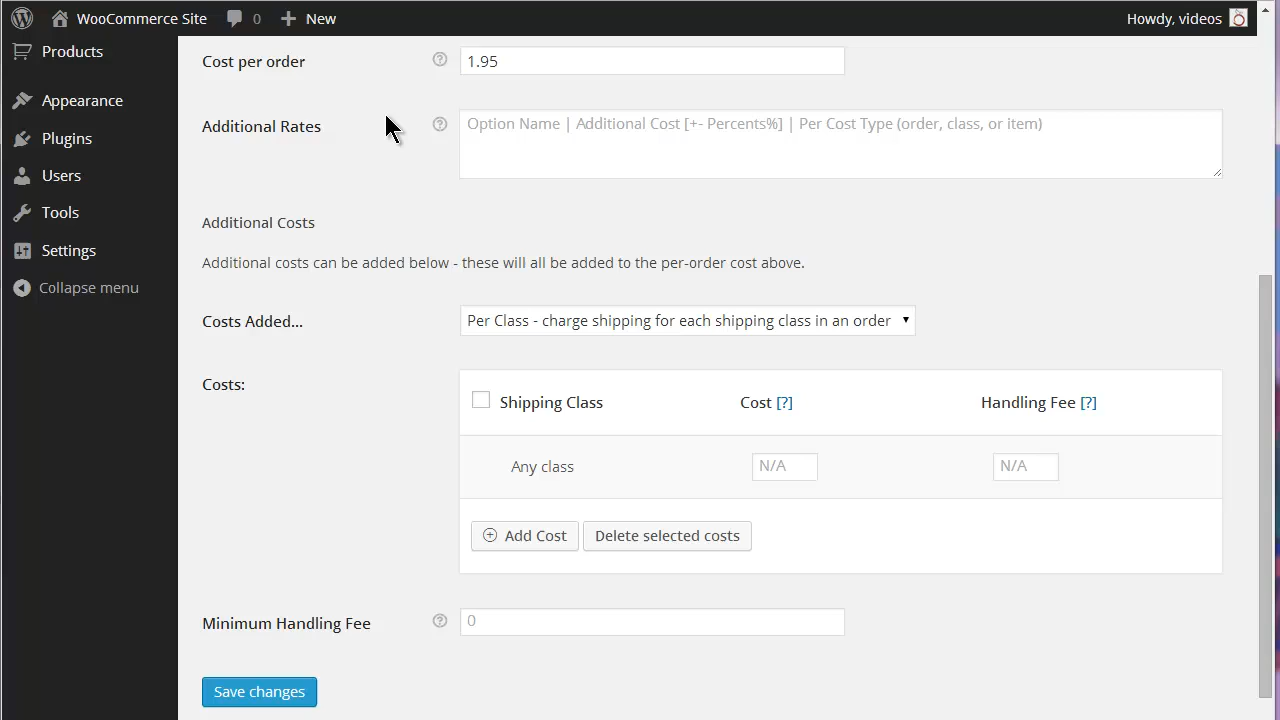 WooCommerce Site 0 New Howdy, videos
Products
Appearance
Plugins
Users
Tools
Settings
Collapse menu
Cost per order 1.95
Additional Rates Option Name | Additional Cost [+- Percents%] | Per Cost Type (order, class, or item)
Additional Costs
Additional costs can be added below - these will all be added to the per-order cost above.
Costs Added... Per Class - charge shipping for each shipping class in an order
Costs:
Shipping Class Cost [?] Handling Fee [?]
Any class N/A N/A
Add Cost Delete selected costs
Minimum Handling Fee 0
Save changes